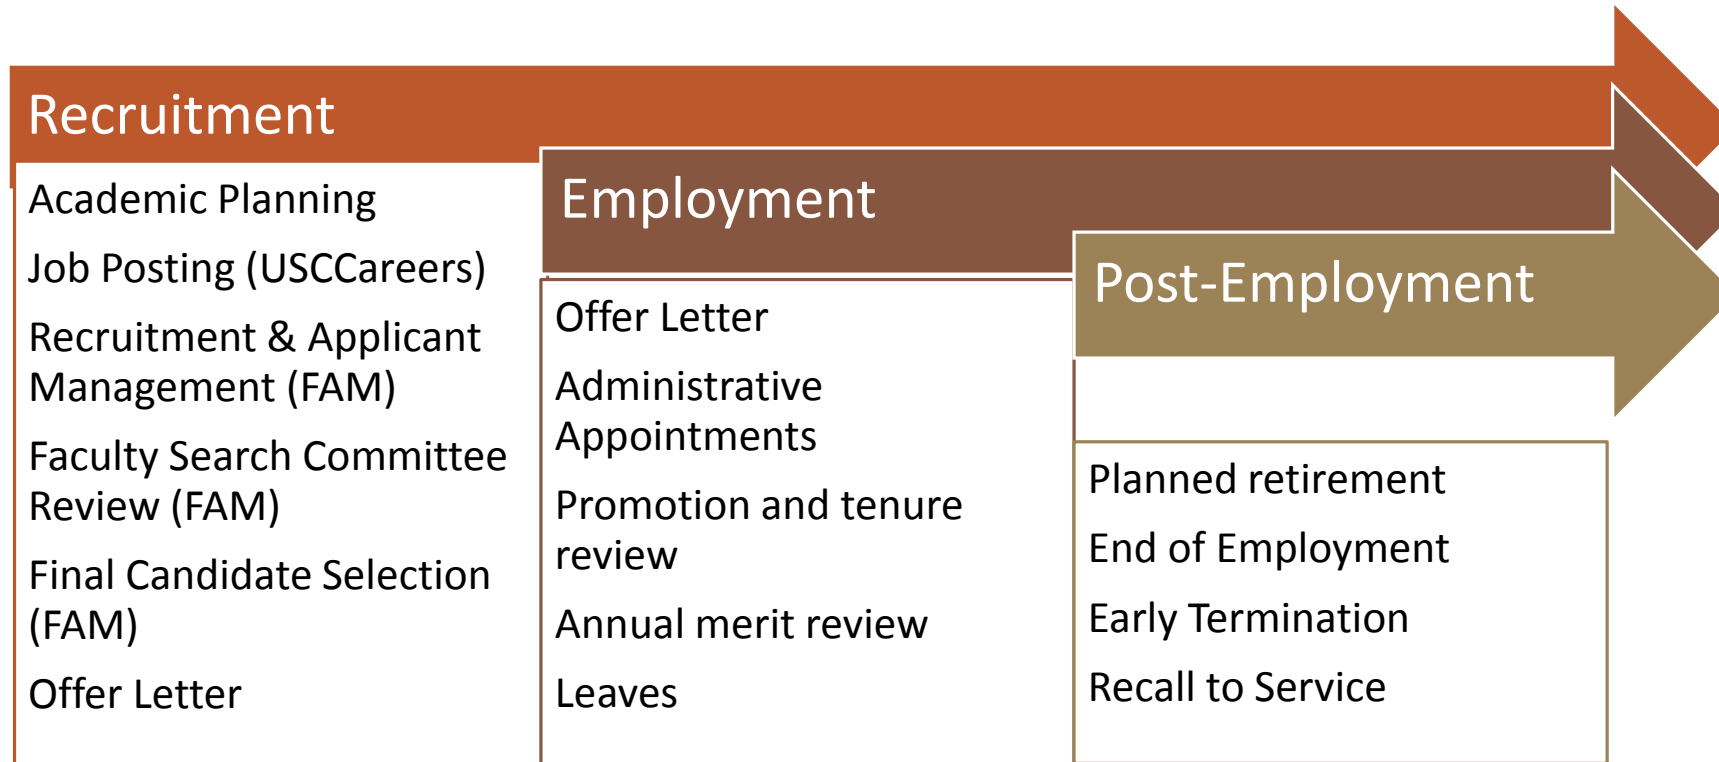 Recruitment
Academic Planning
Job Posting (USCCareers)
Recruitment & Applicant
Management (FAM)
Faculty Search Committee
Review (FAM)
Final Candidate Selection
(FAM)
Offer Letter
Employment
Offer Letter
Administrative
Appointments
Promotion and tenure
review
Annual merit review
Leaves
Post-Employment
Planned retirement
End of Employment
Early Termination
Recall to Service